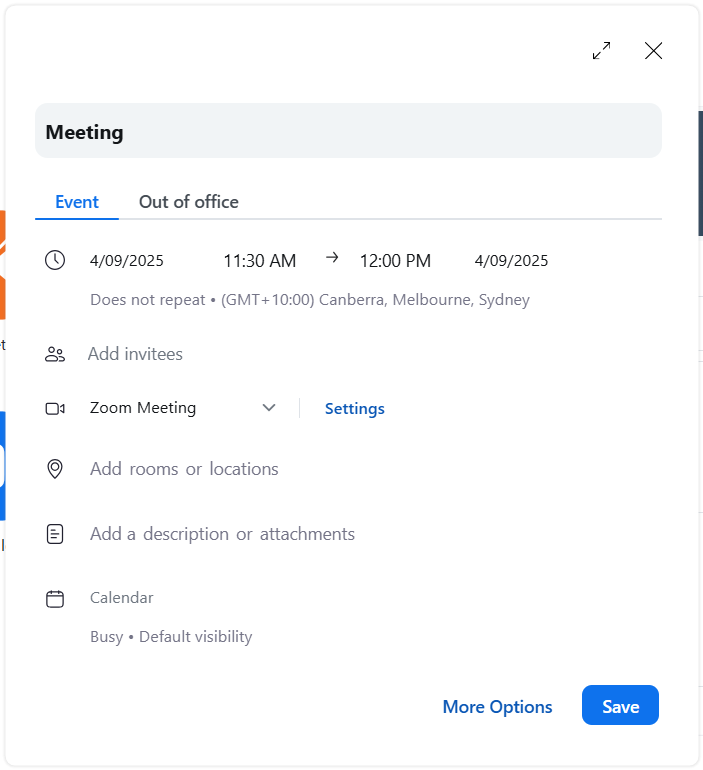 Meeting
Event Out of office
4/09/2025 11:30 AM → 12:00 PM 4/09/2025
Does not repeat • (GMT+10:00) Canberra, Melbourne, Sydney
Add invitees
Zoom Meeting Settings
Add rooms or locations
Add a description or attachments
Calendar
Busy • Default visibility
More Options Save